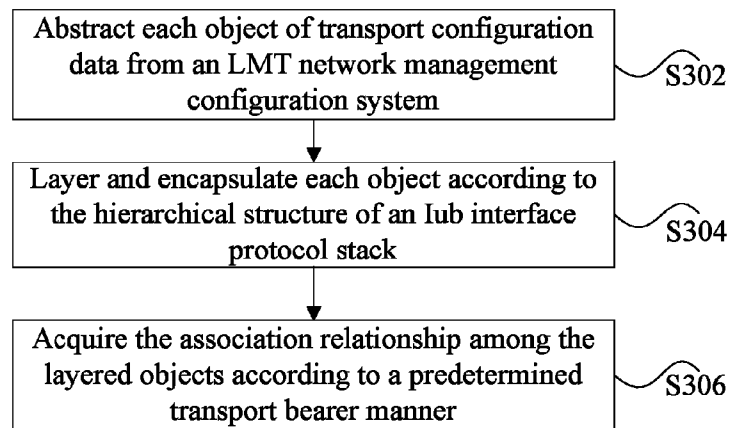 Abstract each object of transport configuration
data from an LMT network management
configuration system
S302
Layer and encapsulate each object according to
the hierarchical structure of an Iub interface
protocol stack
S304
Acquire the association relationship among the
layered objects according to a predetermined
transport bearer manner
S306